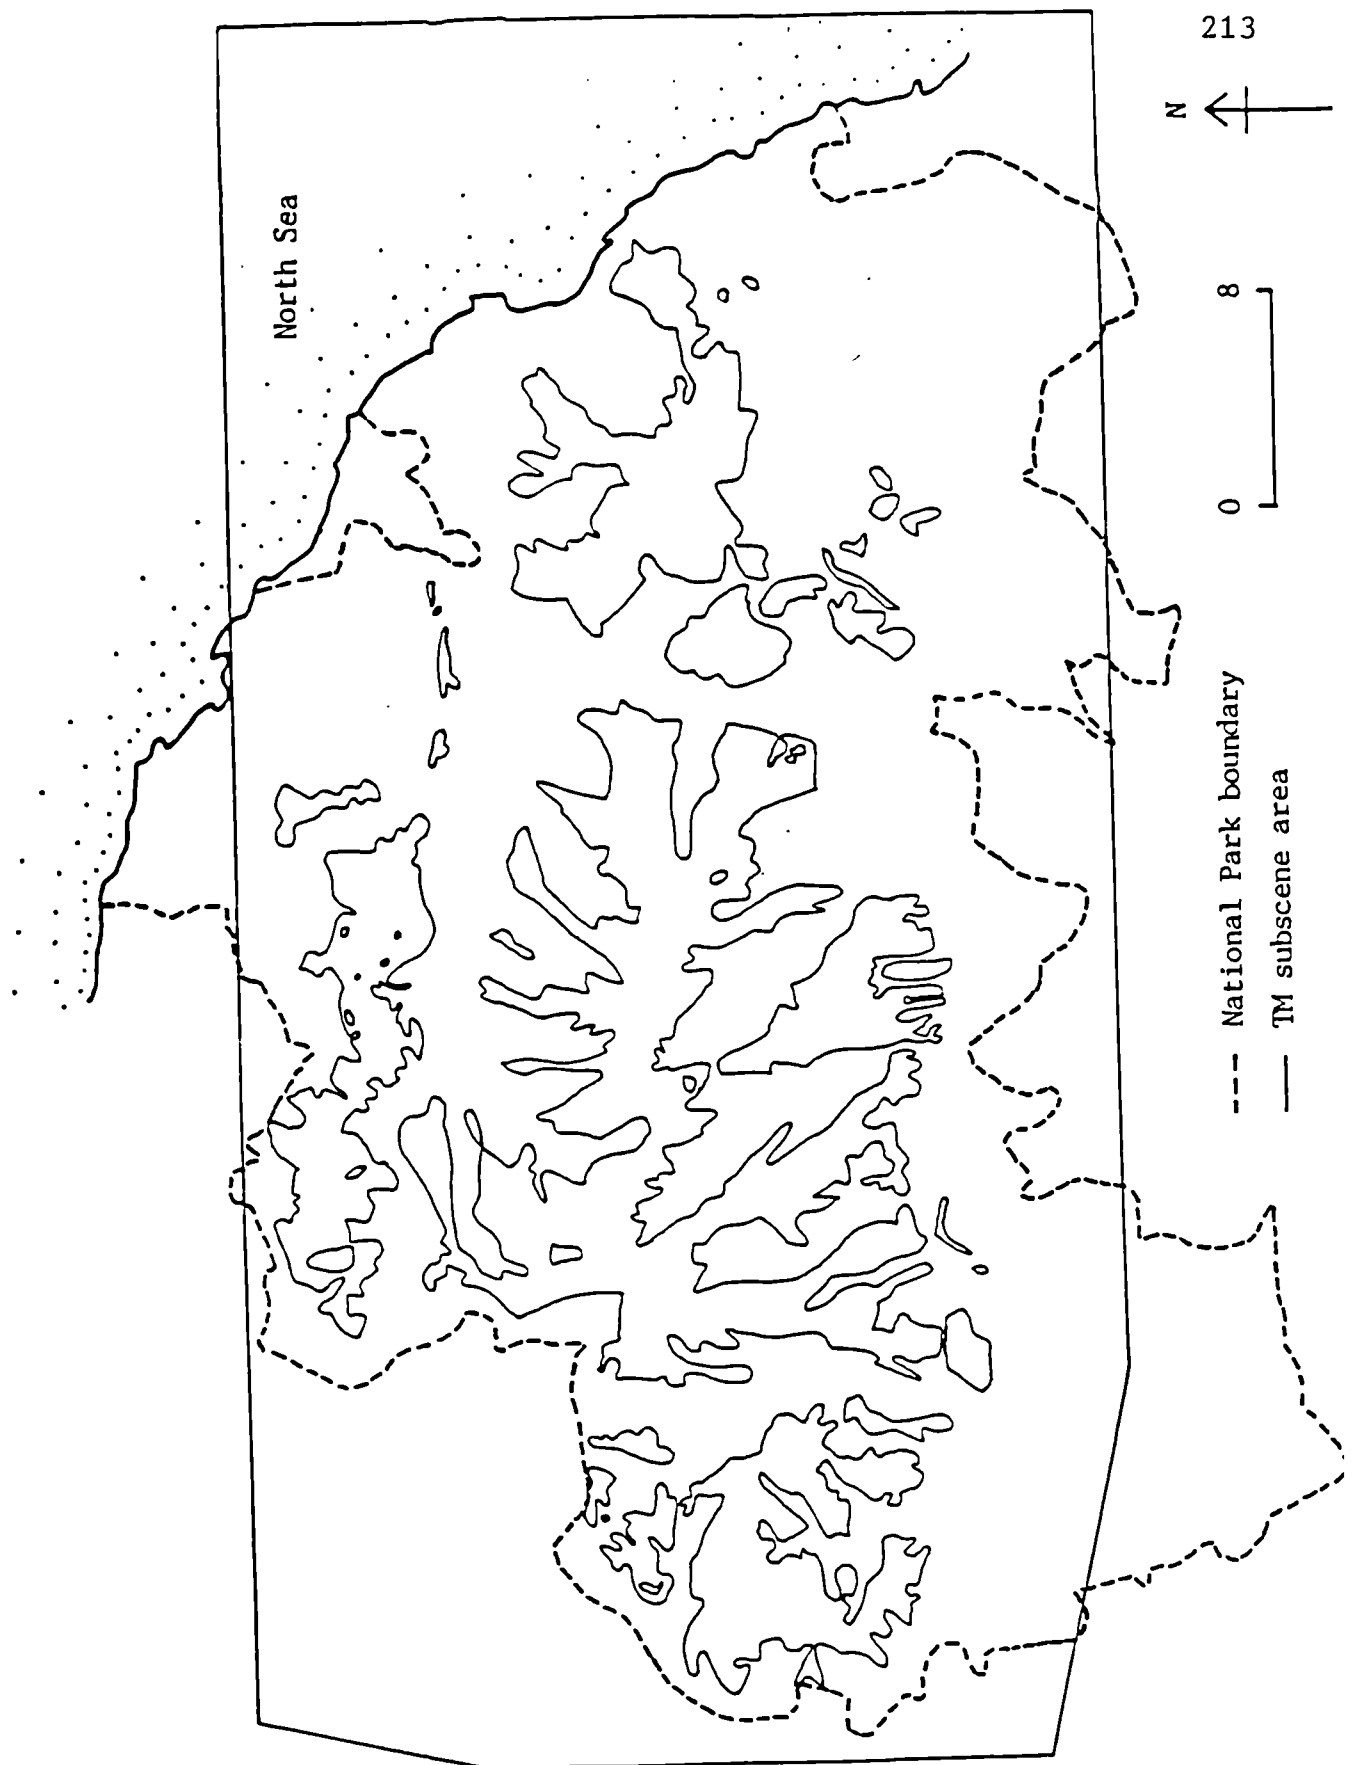 213
N
North Sea
0 8
--- National Park boundary
— TM subscene area